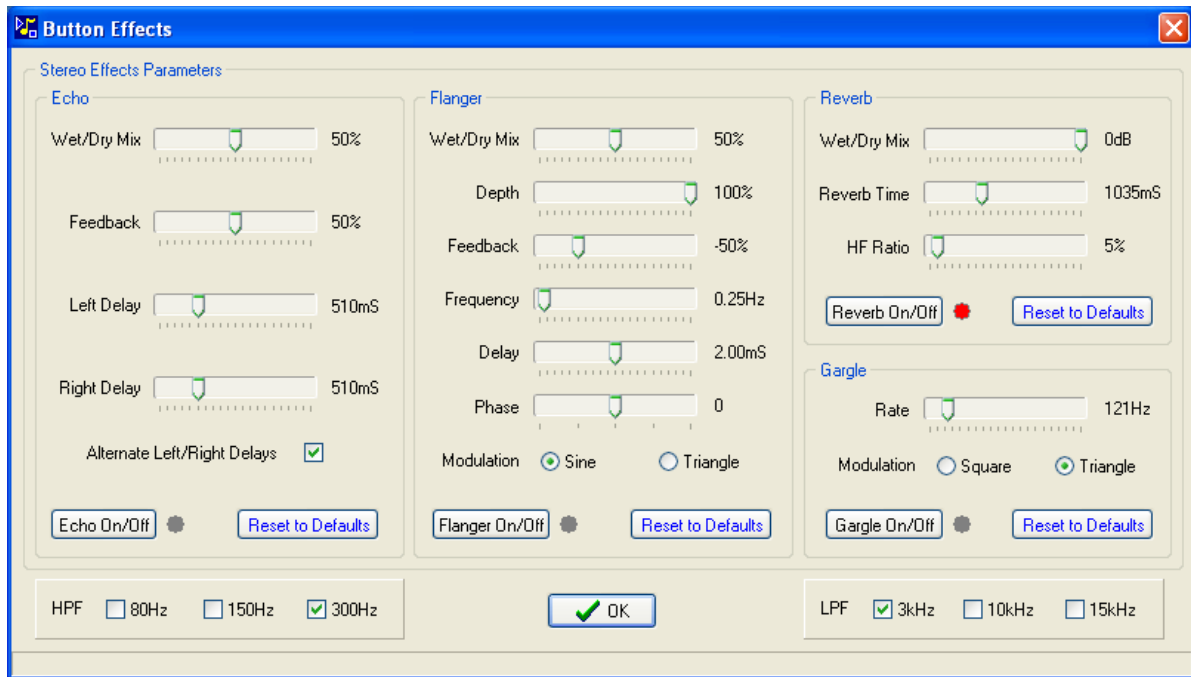 Button Effects
Stereo Effects Parameters
Echo
Wet/Dry Mix 50%
Feedback 50%
Left Delay 510mS
Right Delay 510mS
Alternate Left/Right Delays
Echo On/Off Reset to Defaults
Flanger
Wet/Dry Mix 50%
Depth 100%
Feedback -50%
Frequency 0.25Hz
Delay 2.00mS
Phase 0
Modulation Sine Triangle
Flanger On/Off Reset to Defaults
Reverb
Wet/Dry Mix 0dB
Reverb Time 1035mS
HF Ratio 5%
Reverb On/Off Reset to Defaults
Gargle
Rate 121Hz
Modulation Square Triangle
Gargle On/Off Reset to Defaults
HPF 80Hz 150Hz 300Hz
OK
LPF 3kHz 10kHz 15kHz